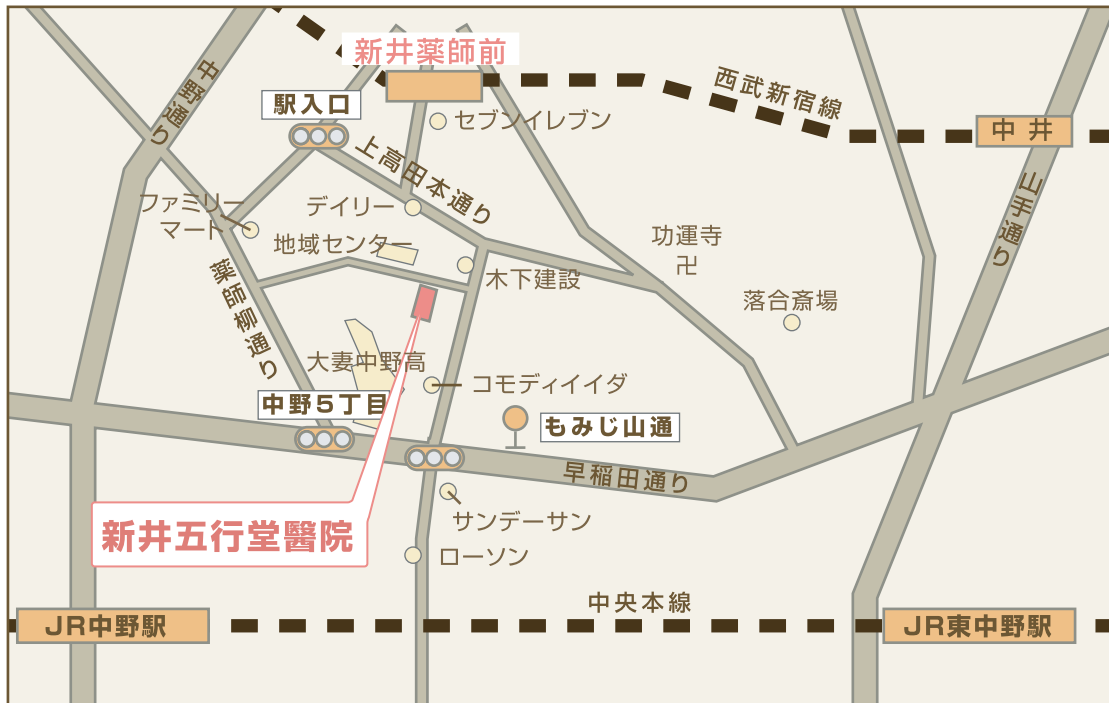 新井薬師前
西武新宿線
中野通り
駅入口
セブンイレブン
中井
上高田本通り
山手通り
ファミリー
マート
デイリー
地域センター
功運寺
卍
木下建設
薬師柳通り
落合斎場
大妻中野高
コモディイイダ
中野5丁目
もみじ山通
早稲田通り
新井五行堂醫院
サンデーサン
ローソン
中央本線
JR中野駅
JR東中野駅